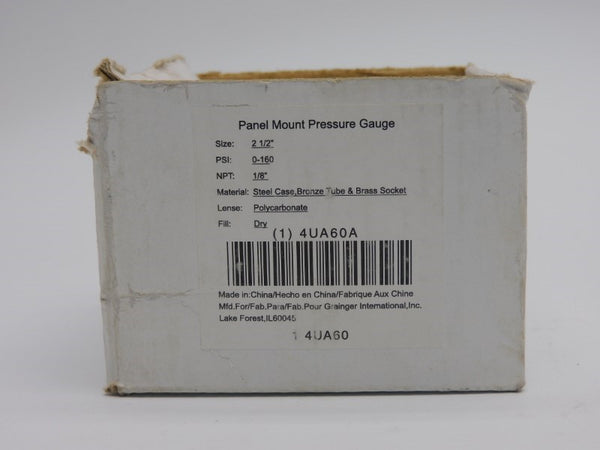 Panel Mount Pressure Gauge
Size: 2 1/2"
PSI: 0-160
NPT: 1/8"
Material: Steel Case,Bronze Tube & Brass Socket
Lense: Polycarbonate
Fill: Dry
(1) 4UA60A
Made in:China/Hecho en China/Fabrique Aux Chine
Mfd.For/Fab.Para/Fab.Pour Grainger International,Inc.
Lake Forest,IL60045
1 4UA60